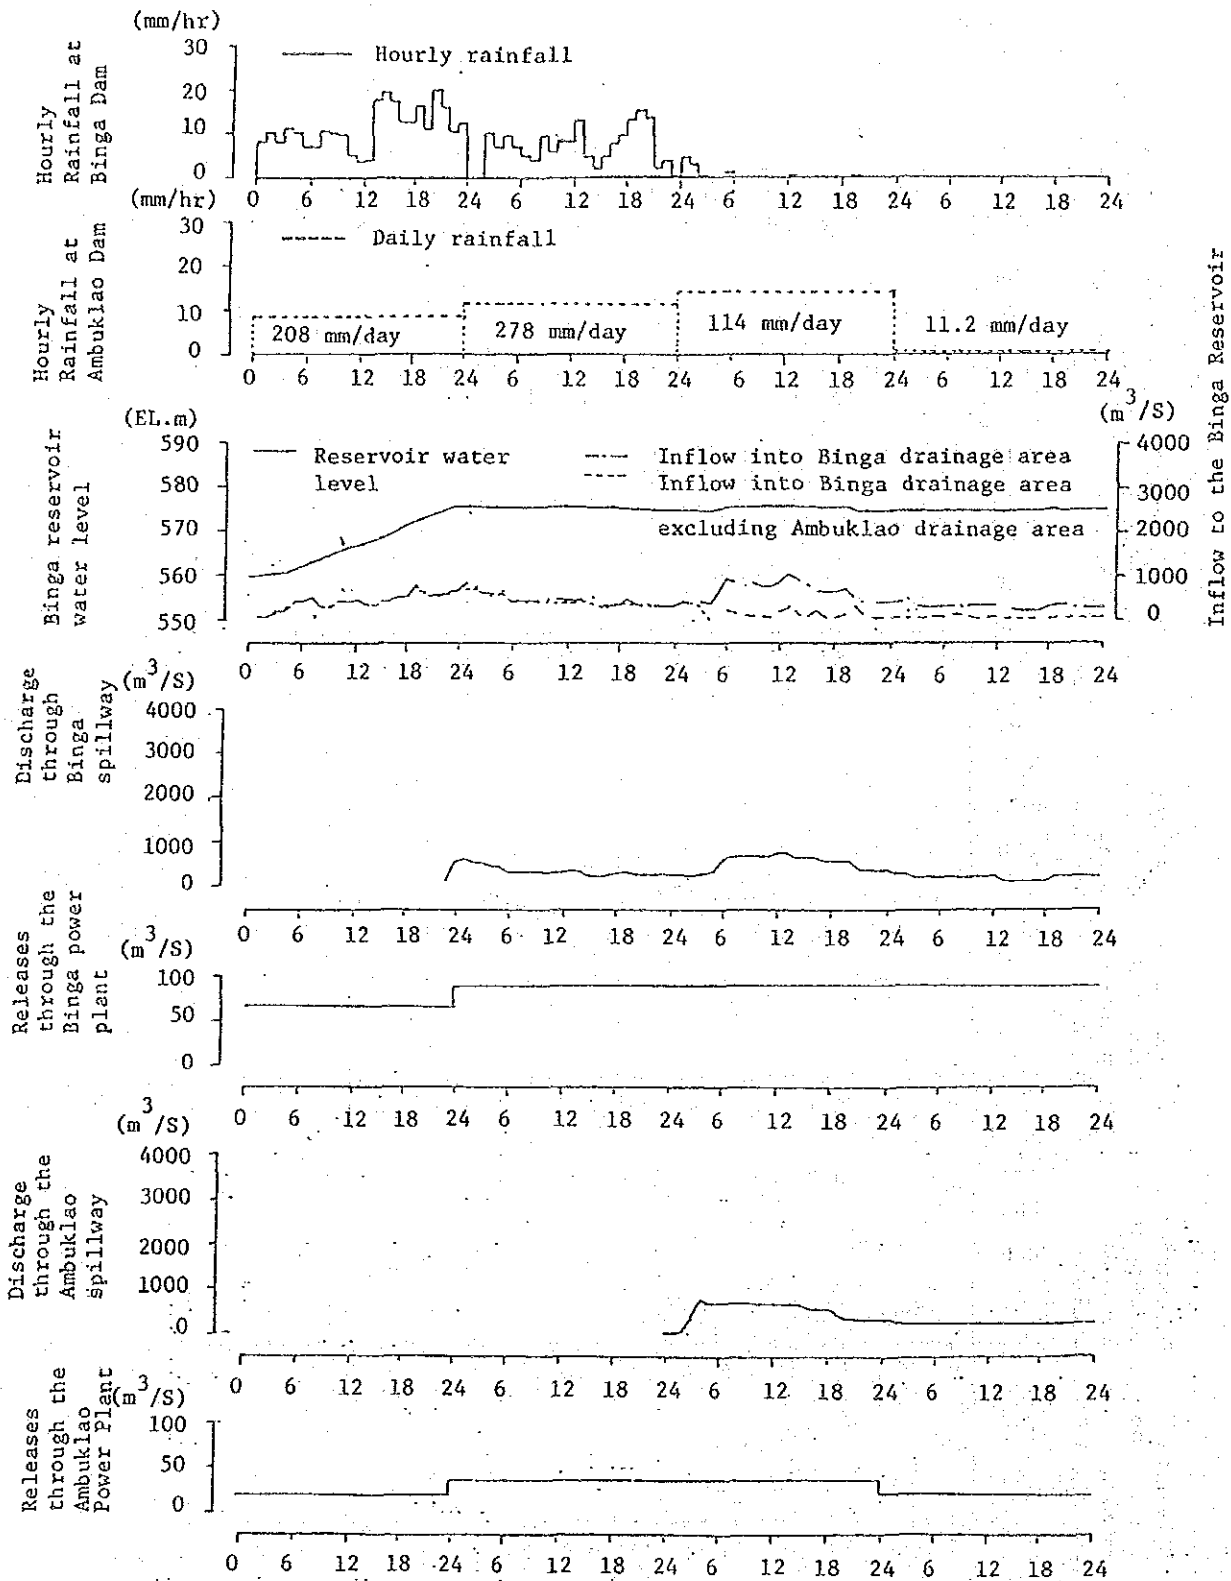 (mm/hr)
Hourly
Rainfall at
Binga Dam
30
20
10
0
Hourly rainfall
0 6 12 18 24 6 12 18 24 6 12 18 24 6 12 18 24
(mm/hr)
Hourly
Rainfall at
Ambuklao Dam
30
20
10
0
Daily rainfall
208 mm/day
278 mm/day
114 mm/day
11.2 mm/day
0 6 12 18 24 6 12 18 24 6 12 18 24 6 12 18 24
(EL.m)
Binga reservoir
water level
590
580
570
560
550
Reservoir water
level
Inflow into Binga drainage area
Inflow into Binga drainage area
excluding Ambuklao drainage area
(m³/S)
4000
3000
2000
1000
0
Inflow to the Binga Reservoir
0 6 12 18 24 6 12 18 24 6 12 18 24 6 12 18 24
(m³/S)
Discharge
through
Binga
spillway
4000
3000
2000
1000
0
0 6 12 18 24 6 12 18 24 6 12 18 24 6 12 18 24
(m³/S)
Releases
through the
Binga power
plant
100
50
0
0 6 12 18 24 6 12 18 24 6 12 18 24 6 12 18 24
(m³/S)
Discharge
through the
Ambuklao
spillway
4000
3000
2000
1000
0
0 6 12 18 24 6 12 18 24 6 12 18 24 6 12 18 24
(m³/S)
Releases
through the
Ambuklao
Power Plant
100
50
0
0 6 12 18 24 6 12 18 24 6 12 18 24 6 12 18 24